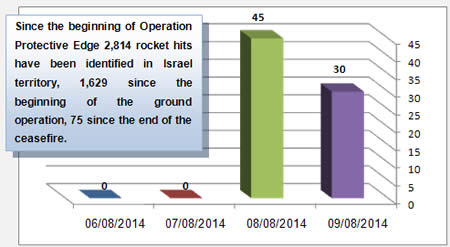 Since the beginning of Operation
Protective Edge 2,814 rocket hits
have been identified in Israel
territory, 1,629 since the
beginning of the ground
operation, 75 since the end of the
ceasefire.
45
30
0
0
45
40
35
30
25
20
15
10
5
0
06/08/2014 07/08/2014 08/08/2014 09/08/2014